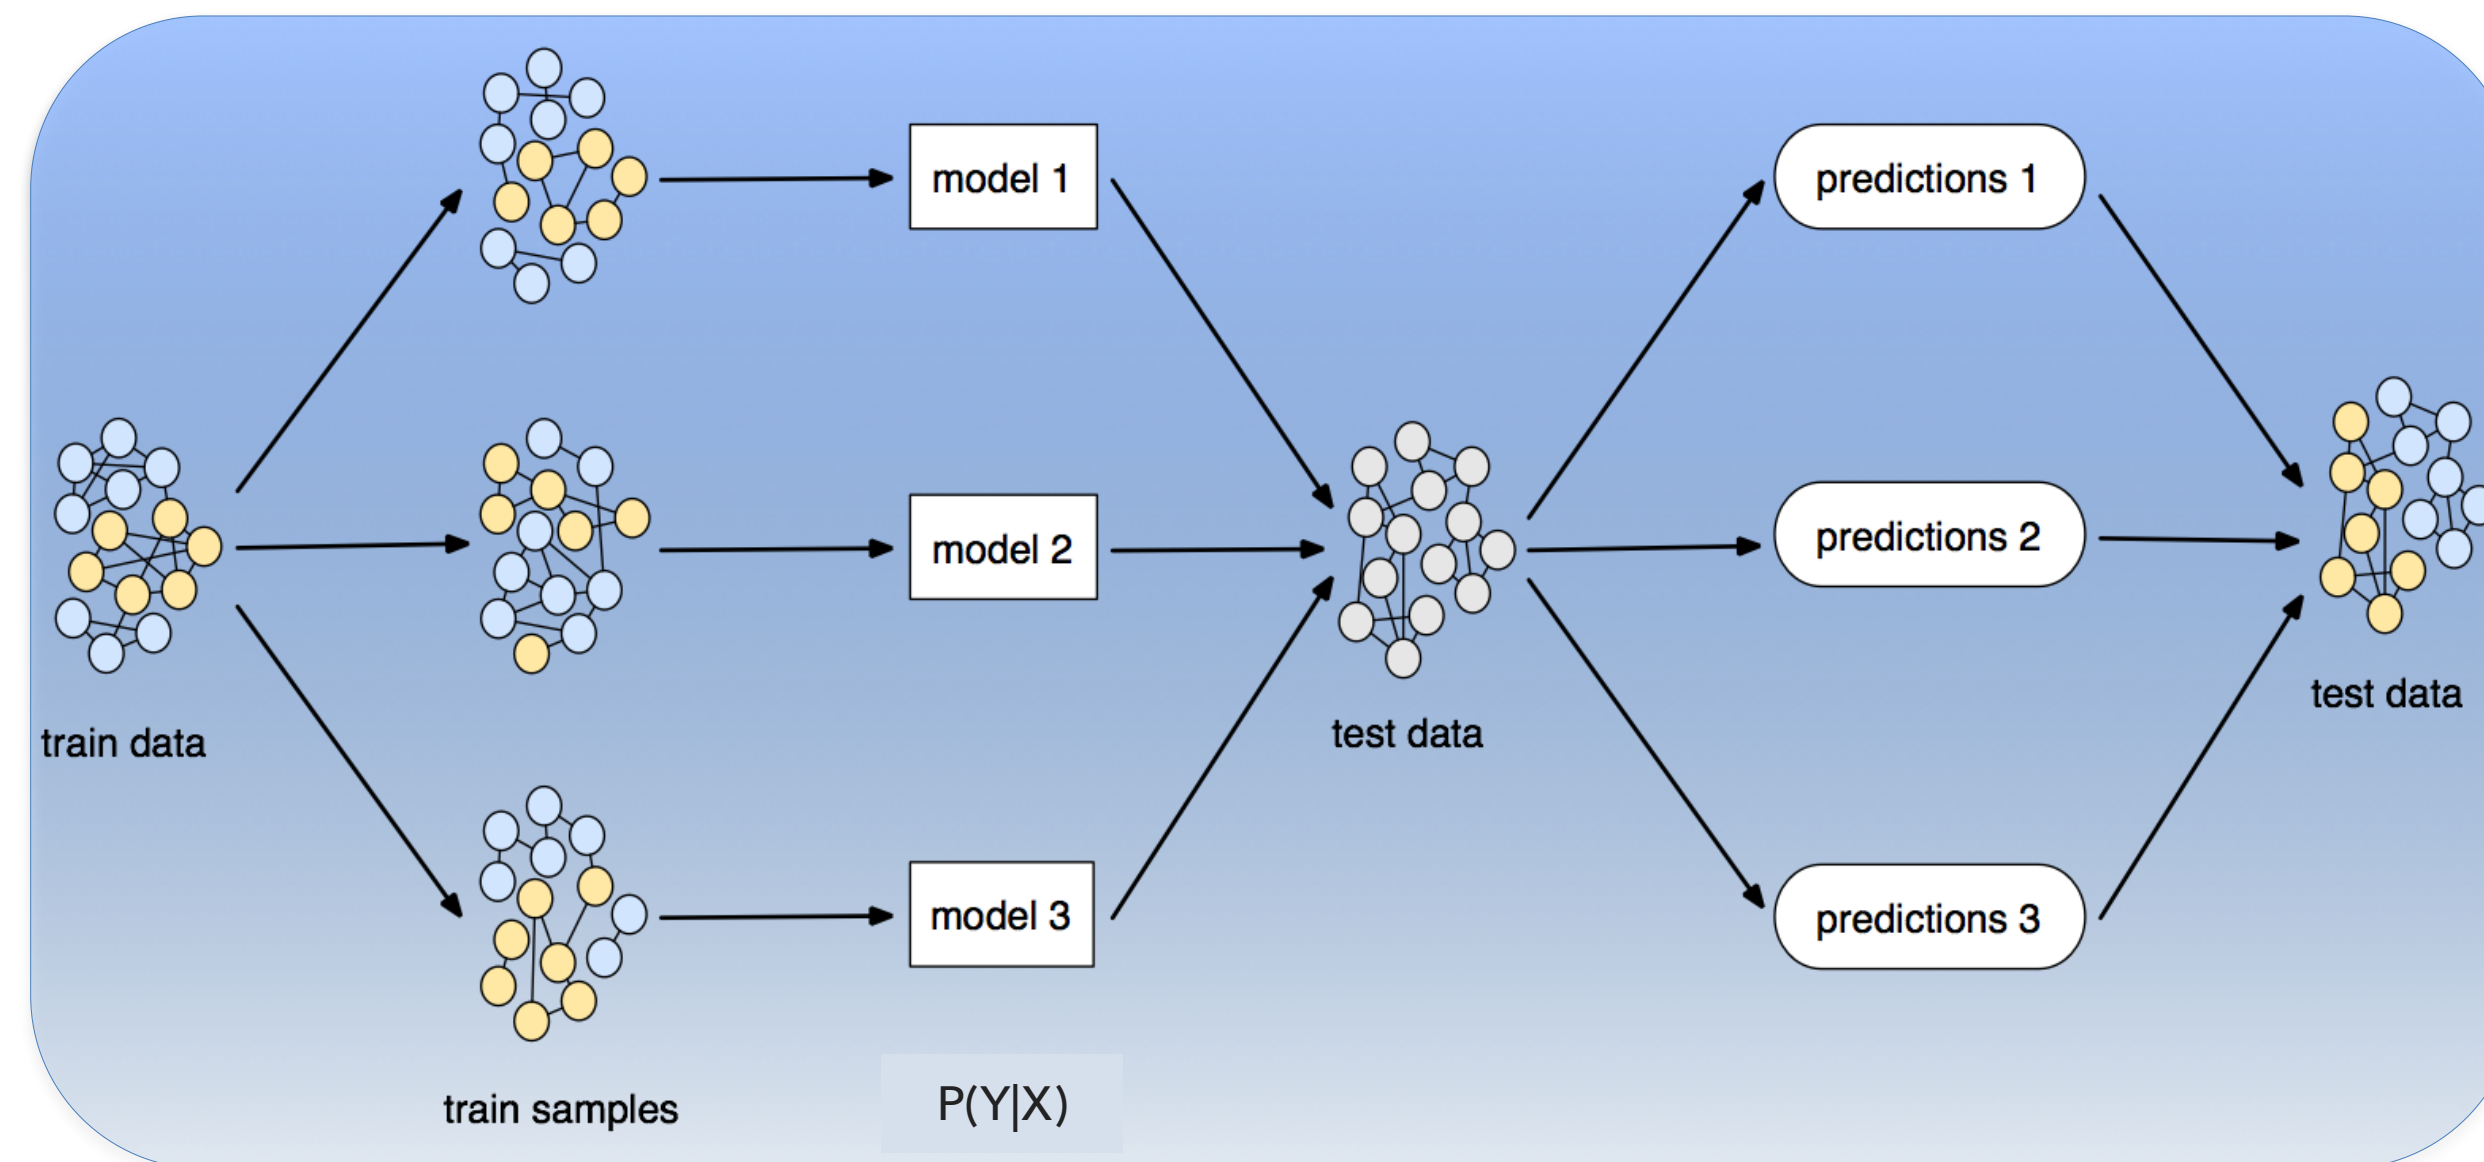 model 1
predictions 1
model 2
predictions 2
test data
test data
train data
model 3
predictions 3
train samples
P(Y|X)